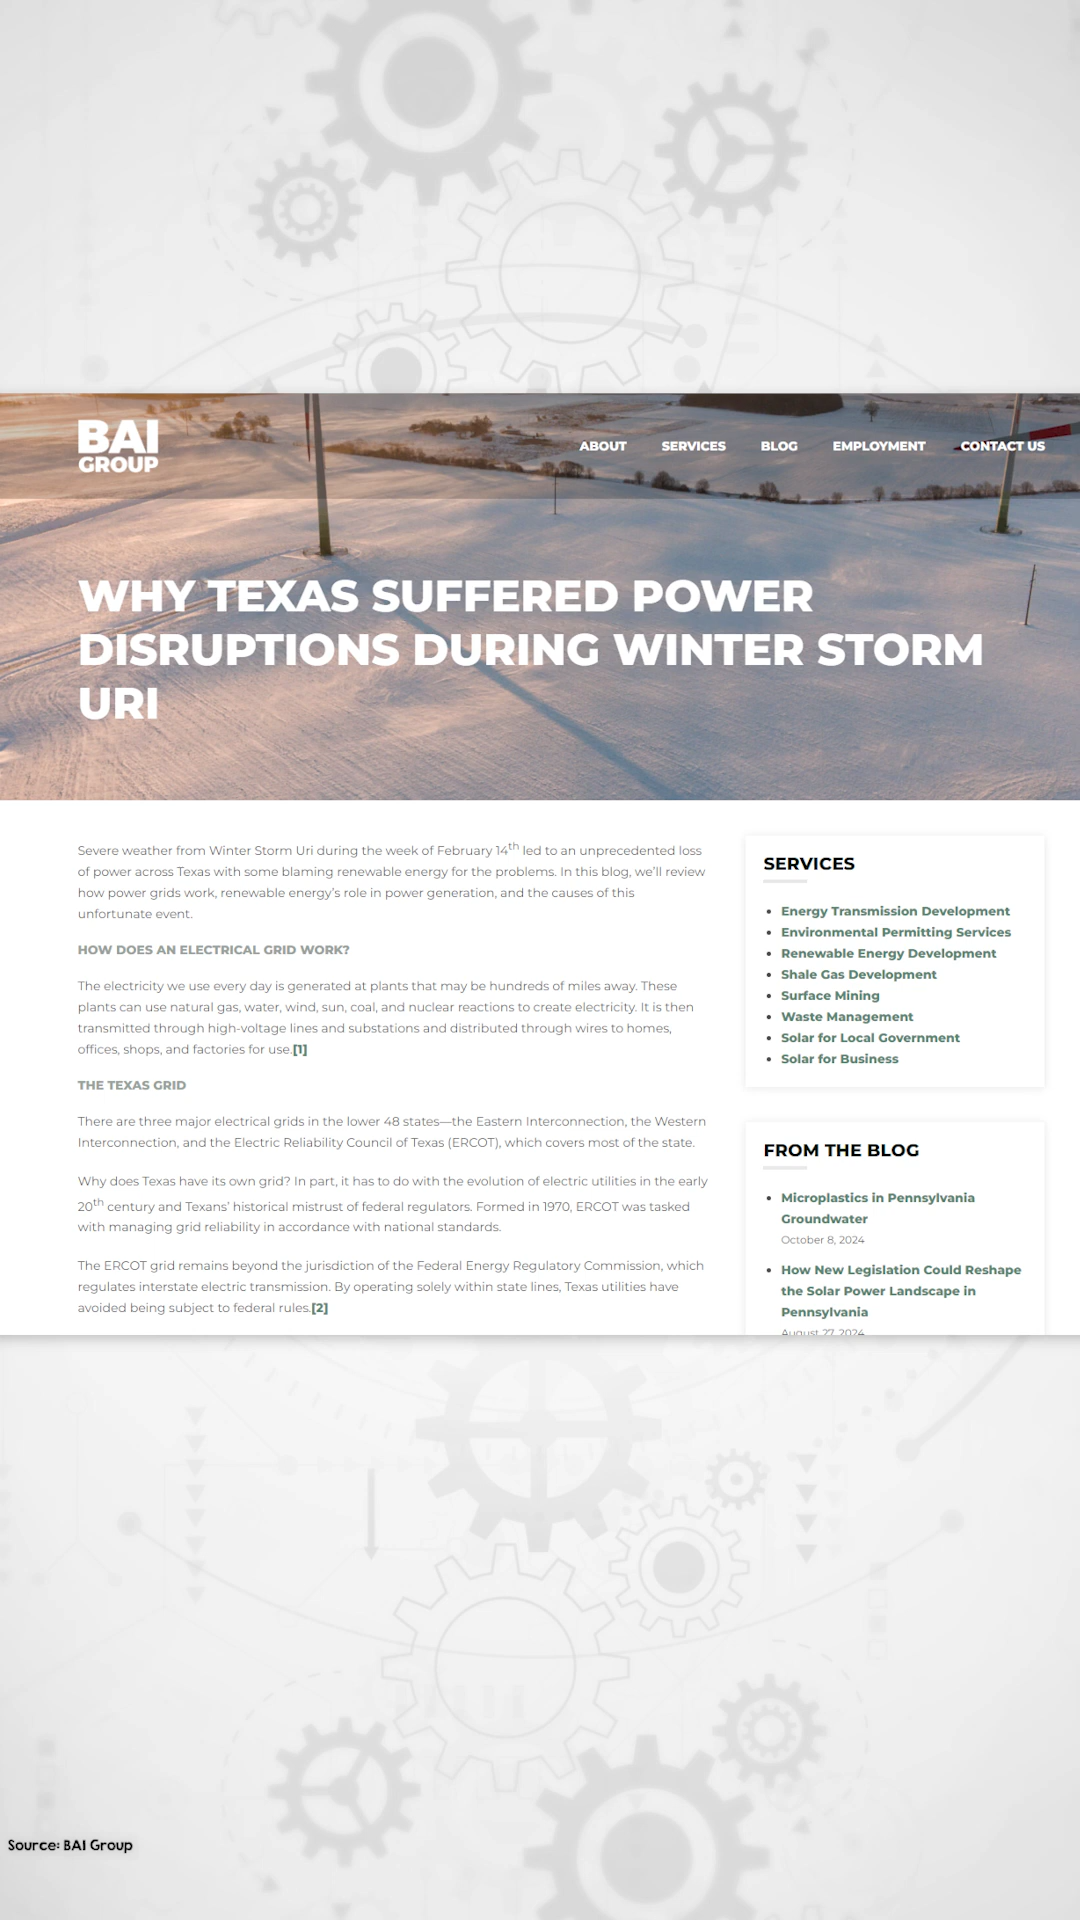 BAI
GROUP
ABOUT SERVICES BLOG EMPLOYMENT CONTACT US
WHY TEXAS SUFFERED POWER
DISRUPTIONS DURING WINTER STORM
URI
Severe weather from Winter Storm Uri during the week of February 14th led to an unprecedented loss
of power across Texas with some blaming renewable energy for the problems. In this blog, we'll review
how power grids work, renewable energy's role in power generation, and the causes of this
unfortunate event.
HOW DOES AN ELECTRICAL GRID WORK?
The electricity we use every day is generated at plants that may be hundreds of miles away. These
plants can use natural gas, water, wind, sun, coal, and nuclear reactions to create electricity. It is then
transmitted through high-voltage lines and substations and distributed through wires to homes,
offices, shops, and factories for use.[1]
THE TEXAS GRID
There are three major electrical grids in the lower 48 states—the Eastern Interconnection, the Western
Interconnection, and the Electric Reliability Council of Texas (ERCOT), which covers most of the state.
Why does Texas have its own grid? In part, it has to do with the evolution of electric utilities in the early
20th century and Texans' historical mistrust of federal regulators. Formed in 1970, ERCOT was tasked
with managing grid reliability in accordance with national standards.
The ERCOT grid remains beyond the jurisdiction of the Federal Energy Regulatory Commission, which
regulates interstate electric transmission. By operating solely within state lines, Texas utilities have
avoided being subject to federal rules.[2]
SERVICES
Energy Transmission Development
Environmental Permitting Services
Renewable Energy Development
Shale Gas Development
Surface Mining
Waste Management
Solar for Local Government
Solar for Business
FROM THE BLOG
Microplastics in Pennsylvania
Groundwater
October 8, 2024
How New Legislation Could Reshape
the Solar Power Landscape in
Pennsylvania
August 27, 2024
Source: BAI Group